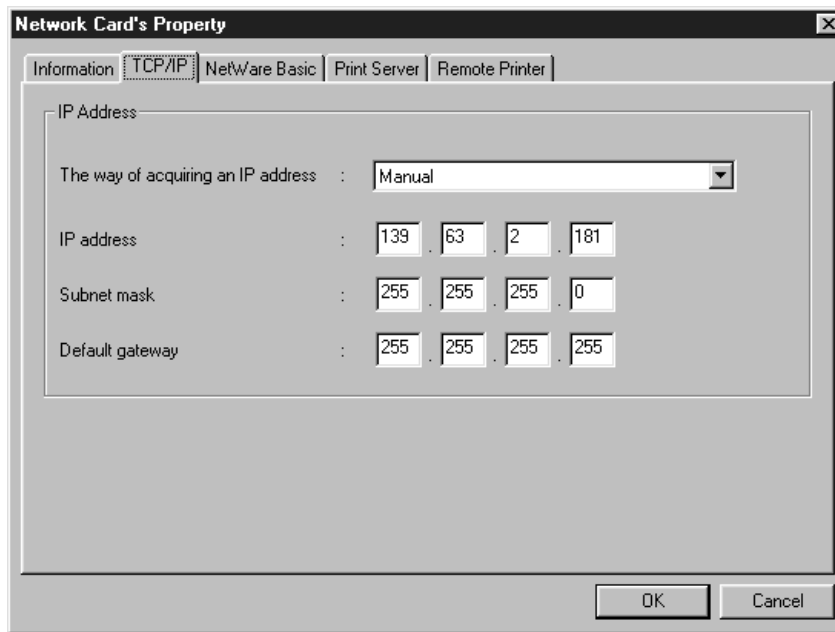 Network Card's Property
Information TCP/IP NetWare Basic Print Server Remote Printer
IP Address
The way of acquiring an IP address : Manual
IP address : 139 . 63 . 2 . 181
Subnet mask : 255 . 255 . 255 . 0
Default gateway : 255 . 255 . 255 . 255
OK Cancel